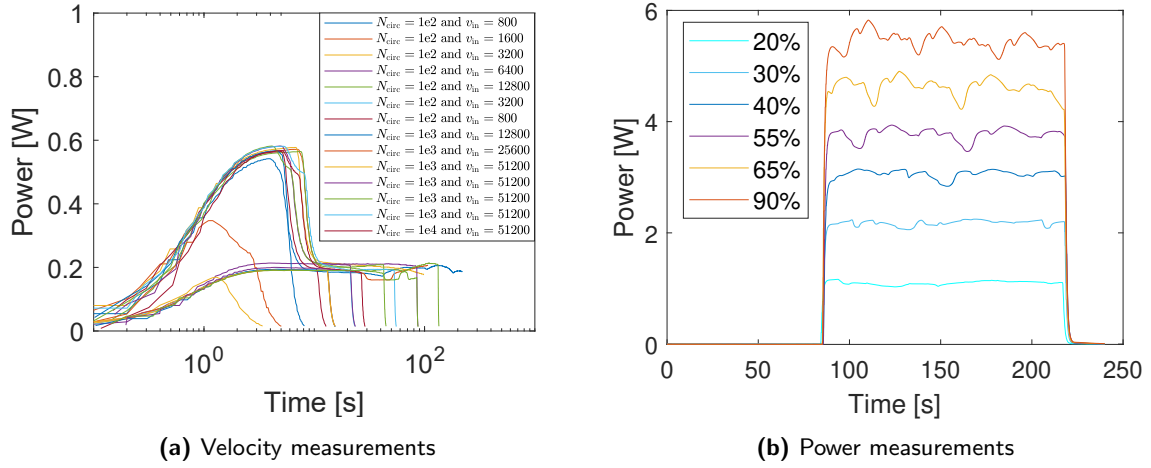 Power [W]
1
0.8
0.6
0.4
0.2
0
10^0
10^2
Time [s]
N_circ = 1e2 and v_in = 800
N_circ = 1e2 and v_in = 1600
N_circ = 1e2 and v_in = 3200
N_circ = 1e2 and v_in = 6400
N_circ = 1e2 and v_in = 12800
N_circ = 1e2 and v_in = 3200
N_circ = 1e2 and v_in = 800
N_circ = 1e3 and v_in = 12800
N_circ = 1e3 and v_in = 25600
N_circ = 1e3 and v_in = 51200
N_circ = 1e3 and v_in = 51200
N_circ = 1e3 and v_in = 51200
N_circ = 1e3 and v_in = 51200
N_circ = 1e4 and v_in = 51200
(a) Velocity measurements
Power [W]
6
4
2
0
0
50
100
150
200
250
Time [s]
20%
30%
40%
55%
65%
90%
(b) Power measurements